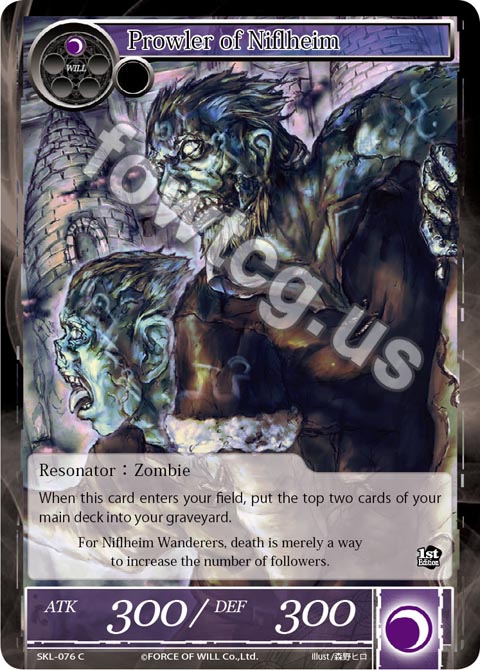 Prowler of Niflheim
WILL
fowtcg.us
Resonator : Zombie
When this card enters your field, put the top two cards of your
main deck into your graveyard.
For Niflheim Wanderers, death is merely a way
to increase the number of followers.
1st
Edition
ATK 300 / DEF 300
SKL-076 C ©FORCE OF WILL Co.,Ltd. Illust /森野ヒロ